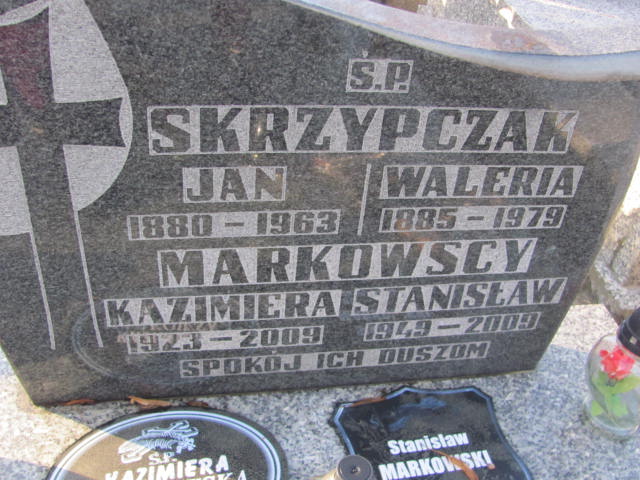 Ś.P.
SKRZYPCZAK
JAN WALERIA
1880 - 1963 1885 - 1979
MARKOWSCY
KAZIMIERA STANISŁAW
1923 - 2009 1949 - 2009
SPOKÓJ ICH DUSZOM
Ś.P.
KAZIMIERA
Stanisław
MARKOWSKI